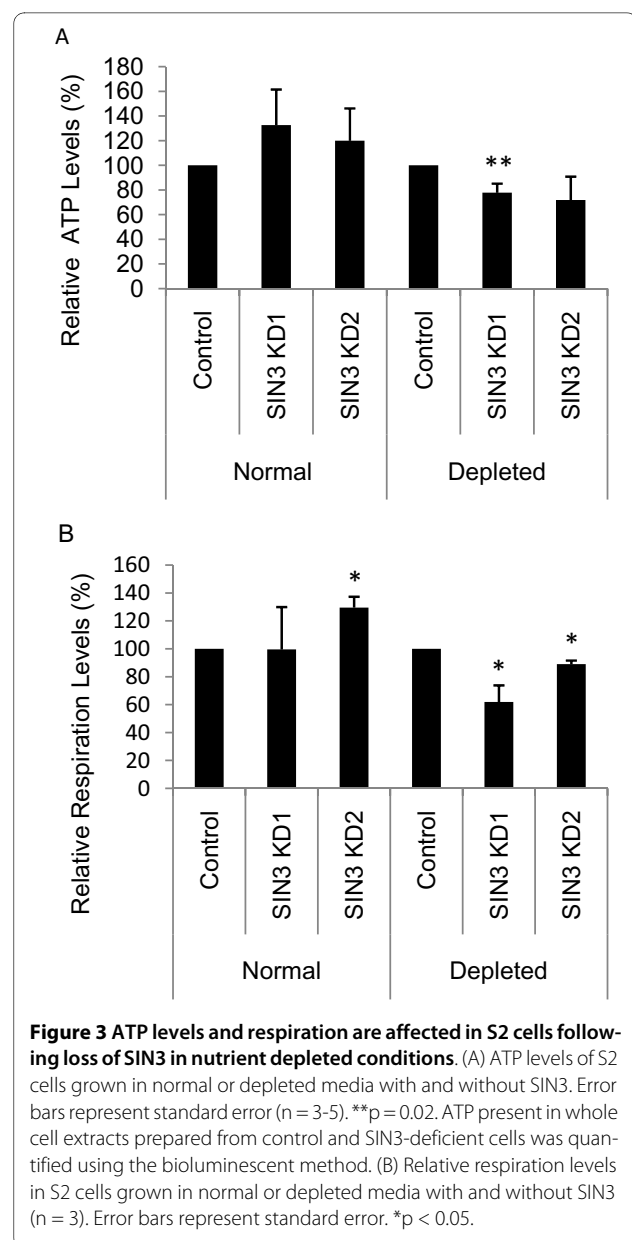 A
180
160
140
120
100
80
60
40
20
0
Relative ATP Levels (%)
**
Control
SIN3 KD1
SIN3 KD2
Control
SIN3 KD1
SIN3 KD2
Normal
Depleted
B
160
140
120
100
80
60
40
20
0
Relative Respiration Levels (%)
*
*
*
Control
SIN3 KD1
SIN3 KD2
Control
SIN3 KD1
SIN3 KD2
Normal
Depleted
Figure 3 ATP levels and respiration are affected in S2 cells follow-
ing loss of SIN3 in nutrient depleted conditions. (A) ATP levels of S2
cells grown in normal or depleted media with and without SIN3. Error
bars represent standard error (n = 3-5). **p = 0.02. ATP present in whole
cell extracts prepared from control and SIN3-deficient cells was quan-
tified using the bioluminescent method. (B) Relative respiration levels
in S2 cells grown in normal or depleted media with and without SIN3
(n = 3). Error bars represent standard error. *p < 0.05.